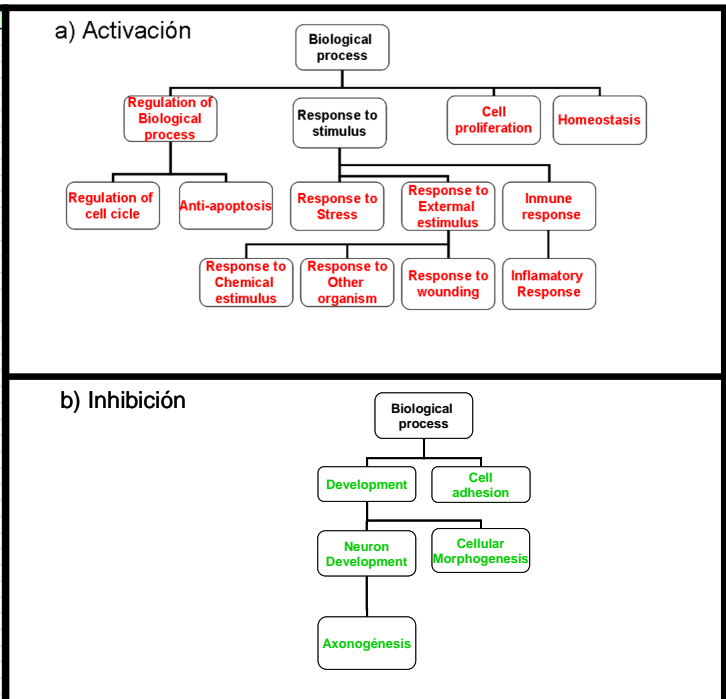 a) Activación
Biological
process
Regulation of
Biological
process
Response to
stimulus
Cell
proliferation
Homeostasis
Regulation of
cell cicle
Anti-apoptosis
Response to
Stress
Response to
Extermal
estimulus
Inmune
response
Response to
Chemical
estimulus
Response to
Other
organism
Response to
wounding
Inflamatory
Response
b) Inhibición
Biological
process
Development
Cell
adhesion
Neuron
Development
Cellular
Morphogenesis
Axonogénesis